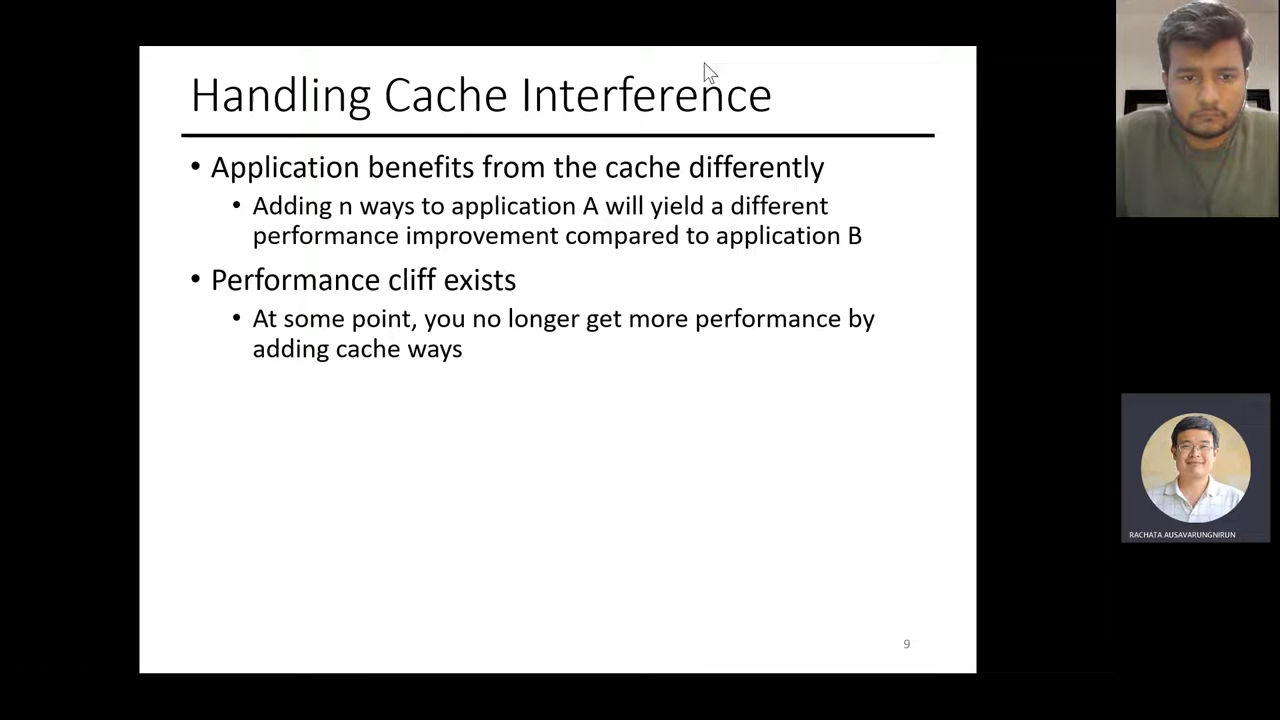 Handling Cache Interference
• Application benefits from the cache differently
• Adding n ways to application A will yield a different
performance improvement compared to application B
• Performance cliff exists
• At some point, you no longer get more performance by
adding cache ways
9
RACHATA AUSAVARUNGNIRUN